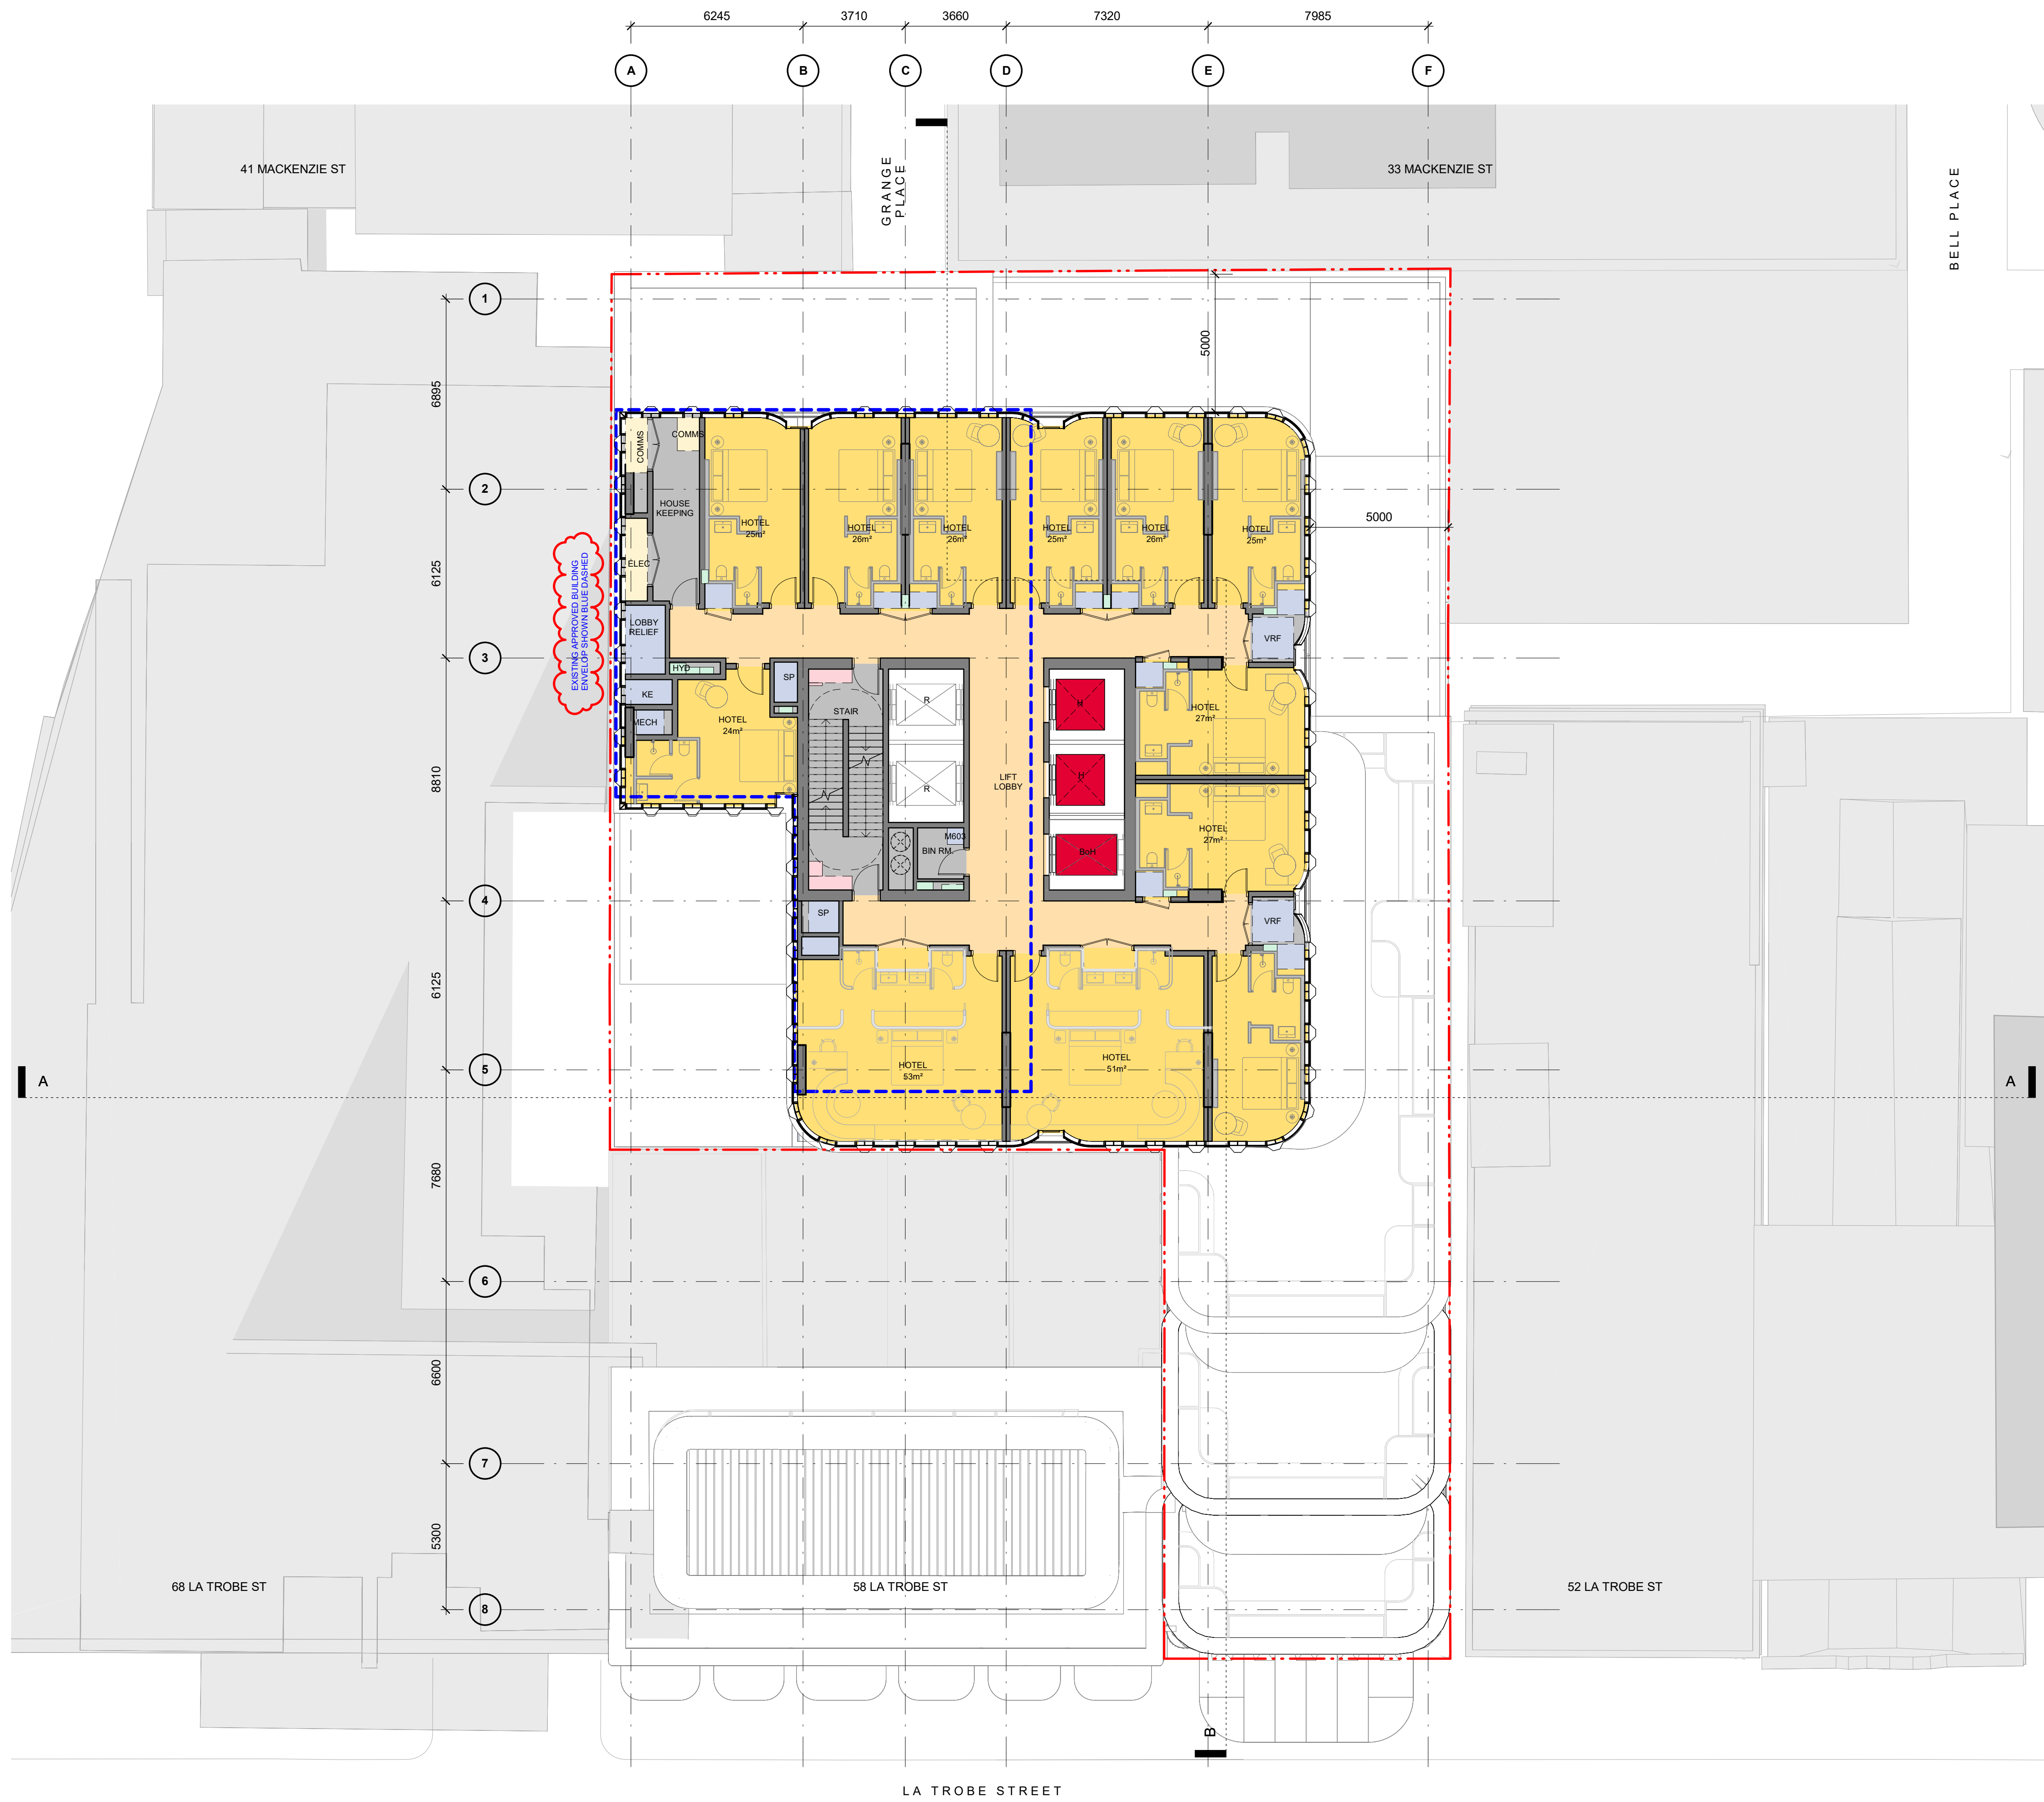 6245
3710
3660
7320
7985
A
B
C
D
E
F
41 MACKENZIE ST
GRANGE
PLACE
33 MACKENZIE ST
BELL PLACE
1
5000
6895
COMMS
COMMS
2
HOUSE
KEEPING
5000
HOTEL
25m²
HOTEL
26m²
HOTEL
26m²
HOTEL
25m²
HOTEL
26m²
HOTEL
25m²
6125
ELEC
EXISTING APPROVED BUILDING
ENVELOP SHOWN BLUE DASHED
LOBBY
RELIEF
VRF
3
HYD
SP
KE
MECH
HOTEL
24m²
STAIR
R
H
HOTEL
27m²
8810
R
LIFT
LOBBY
H
HOTEL
27m²
M603
BIN RM.
BoH
4
SP
VRF
6125
5
HOTEL
53m²
HOTEL
51m²
A
A
7680
6
6600
7
5300
68 LA TROBE ST
58 LA TROBE ST
52 LA TROBE ST
8
B
LA TROBE STREET